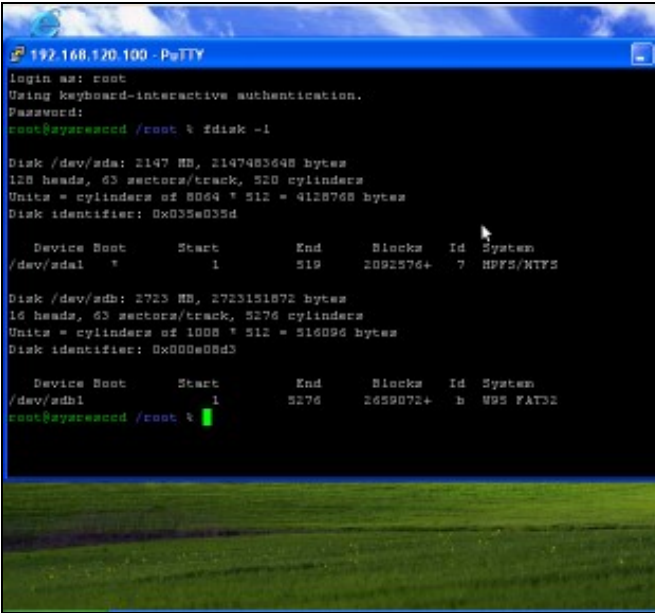 192.168.120.100 - PuTTY
login as: root
Using keyboard-interactive authentication.
Password:
root@sysresccd /root % fdisk -l
Disk /dev/sda: 2147 MB, 2147483648 bytes
128 heads, 63 sectors/track, 520 cylinders
Units = cylinders of 8064 * 512 = 4128768 bytes
Disk identifier: 0x035e035d
Device Boot Start End Blocks Id System
/dev/sda1 * 1 519 2092576+ 7 HPFS/NTFS
Disk /dev/sdb: 2723 MB, 2723151872 bytes
16 heads, 63 sectors/track, 5276 cylinders
Units = cylinders of 1008 * 512 = 516096 bytes
Disk identifier: 0x000e08d3
Device Boot Start End Blocks Id System
/dev/sdb1 1 5276 2659072+ b W95 FAT32
root@sysresccd /root %